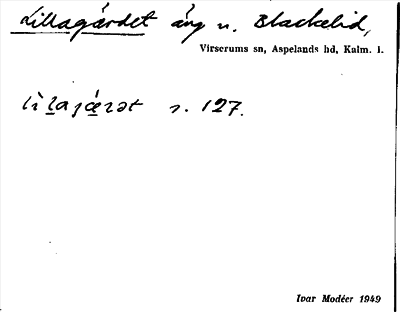 Lillagärdet äng u. Blackelid,
Virserums sn, Aspelands hd, Kalm. l.
s. 127.
Ivar Modéer 1949